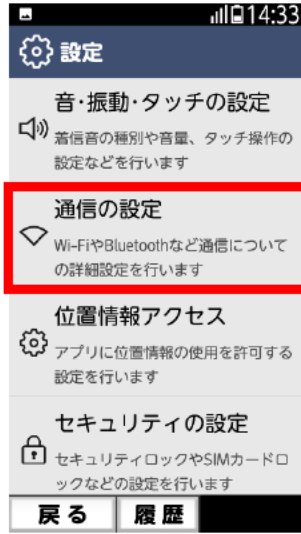 14:33
設定
音・振動・タッチの設定
着信音の種別や音量、タッチ操作の
設定などを行います
通信の設定
Wi-FiやBluetoothなど通信について
の詳細設定を行います
位置情報アクセス
アプリに位置情報の使用を許可する
設定を行います
セキュリティの設定
セキュリティロックやSIMカードロ
ックなどの設定を行います
戻る 履歴